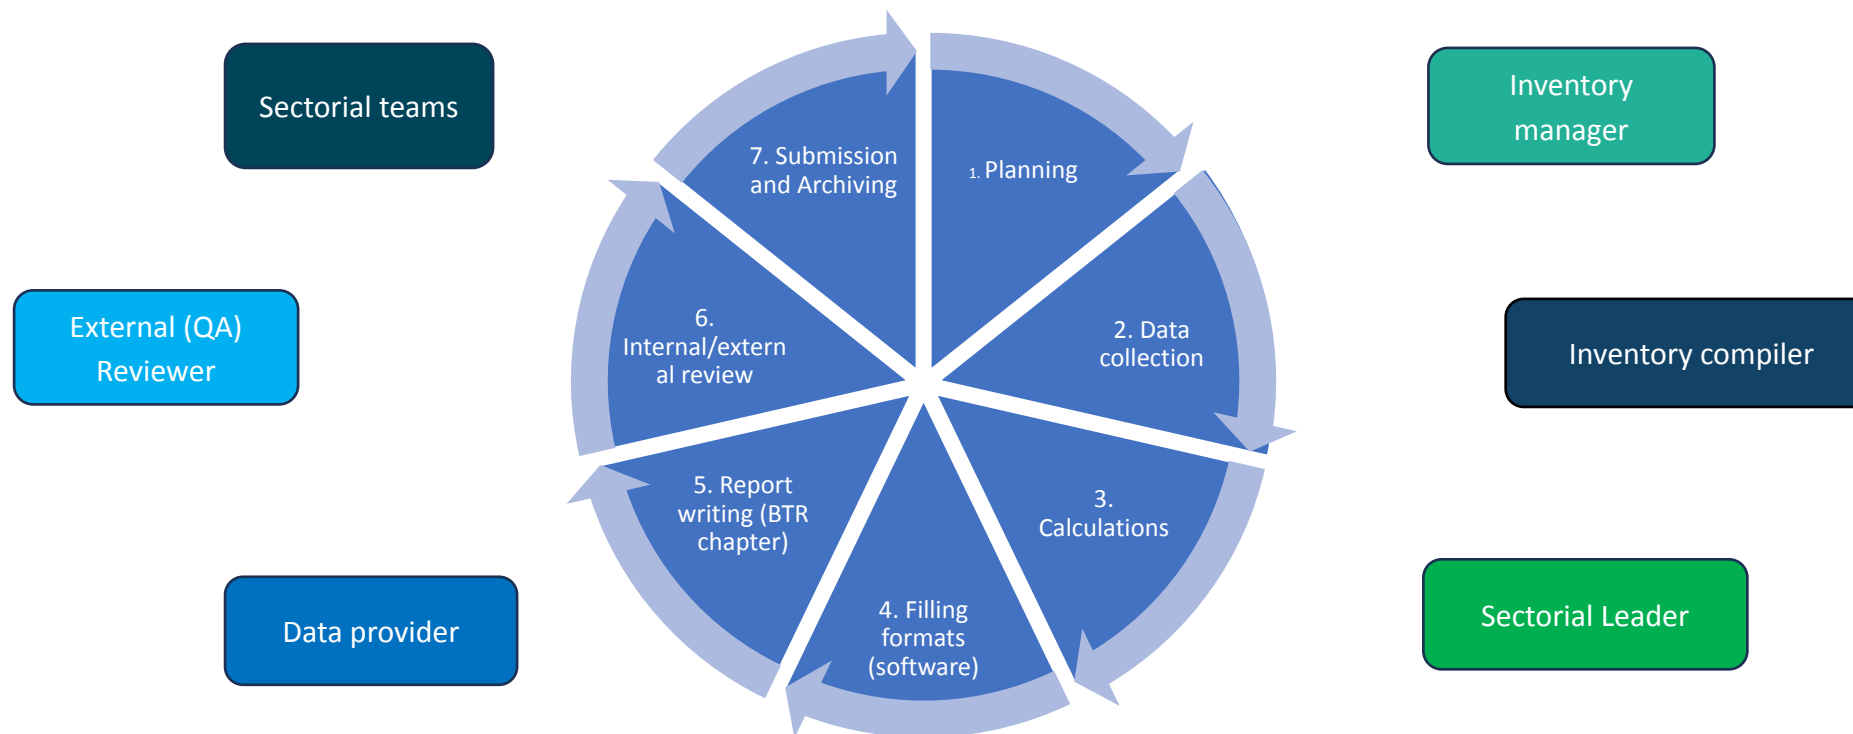 Sectorial teams
Inventory
manager
7. Submission
and Archiving
1. Planning
External (QA)
Reviewer
6.
Internal/extern
al review
2. Data
collection
Inventory compiler
5. Report
writing (BTR
chapter)
3.
Calculations
4. Filling
formats
(software)
Data provider
Sectorial Leader